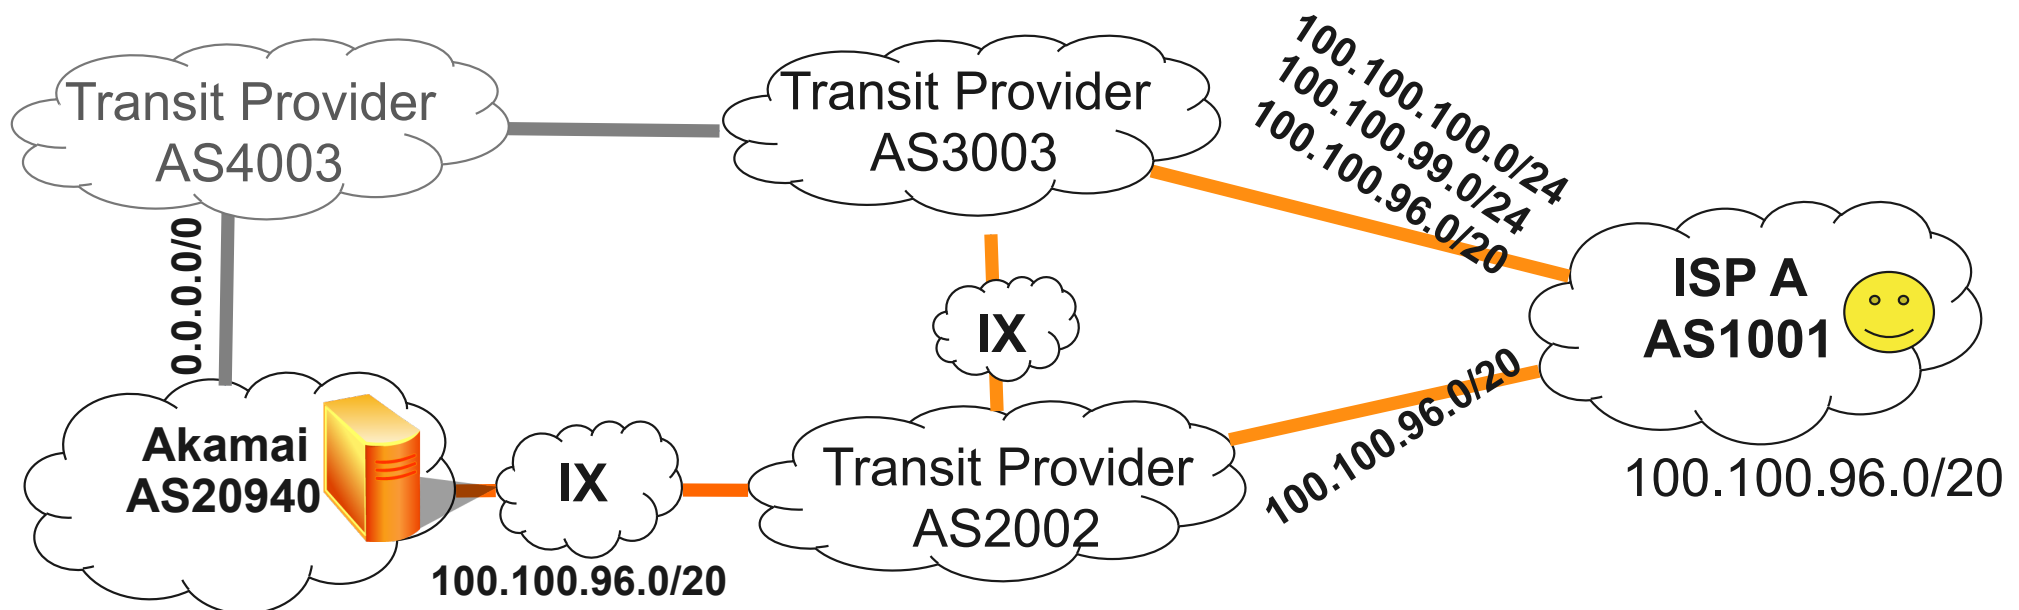 Transit Provider
AS4003
Transit Provider
AS3003
100.100.100.0/24
100.100.99.0/24
100.100.96.0/20
0.0.0.0/0
IX
ISP A
AS1001
100.100.96.0/20
Akamai
AS20940
IX
100.100.96.0/20
Transit Provider
AS2002
100.100.96.0/20